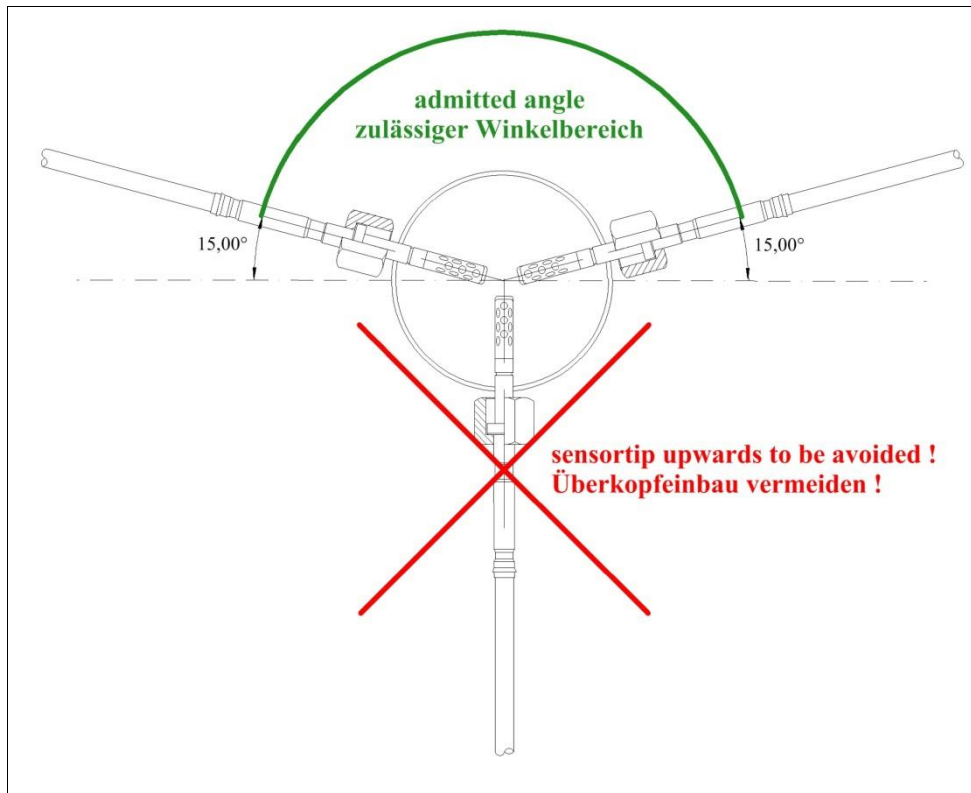 admitted angle
zulässiger Winkelbereich
15,00°
15,00°
sensortip upwards to be avoided !
Überkopfeinbau vermeiden !